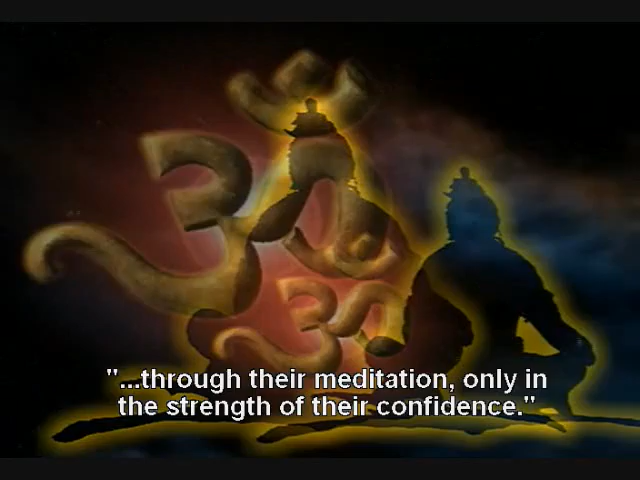 ॐ
ॐ
"...through their meditation, only in
the strength of their confidence."